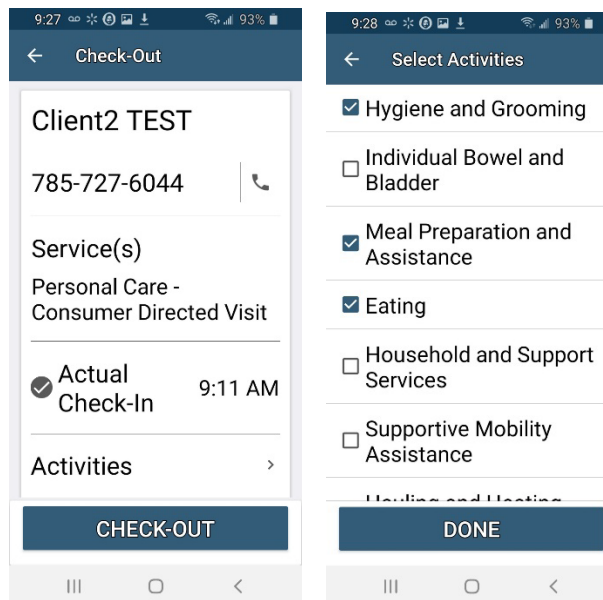 9:27 93%
Check-Out
Client2 TEST
785-727-6044
Service(s)
Personal Care -
Consumer Directed Visit
Actual
Check-In
9:11 AM
Activities
CHECK-OUT
9:28 93%
Select Activities
Hygiene and Grooming
Individual Bowel and
Bladder
Meal Preparation and
Assistance
Eating
Household and Support
Services
Supportive Mobility
Assistance
DONE